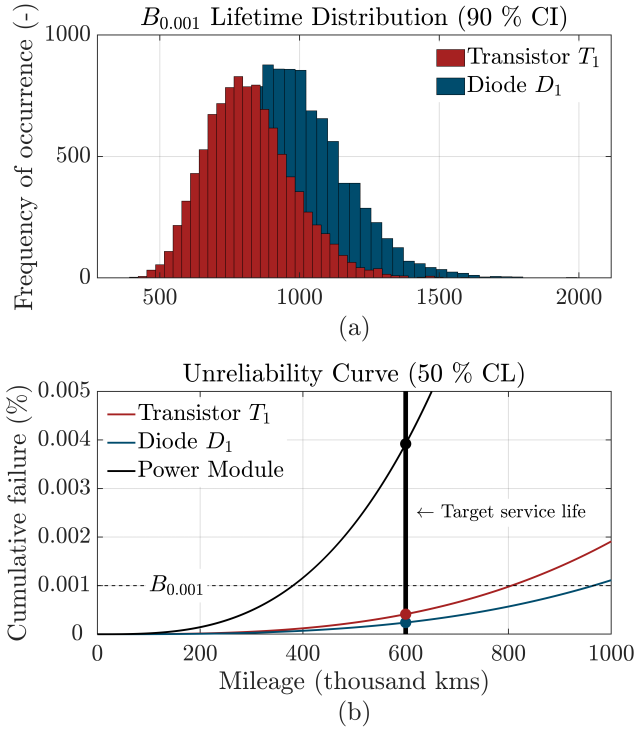 B0.001 Lifetime Distribution (90 % CI)
Frequency of occurrence (-)
1000
500
0
Transistor T1
Diode D1
500 1000 1500 2000
(a)
Unreliability Curve (50 % CL)
Cumulative failure (%)
0.005
0.004
0.003
0.002
0.001
0
Transistor T1
Diode D1
Power Module
← Target service life
B0.001
0 200 400 600 800 1000
Mileage (thousand kms)
(b)